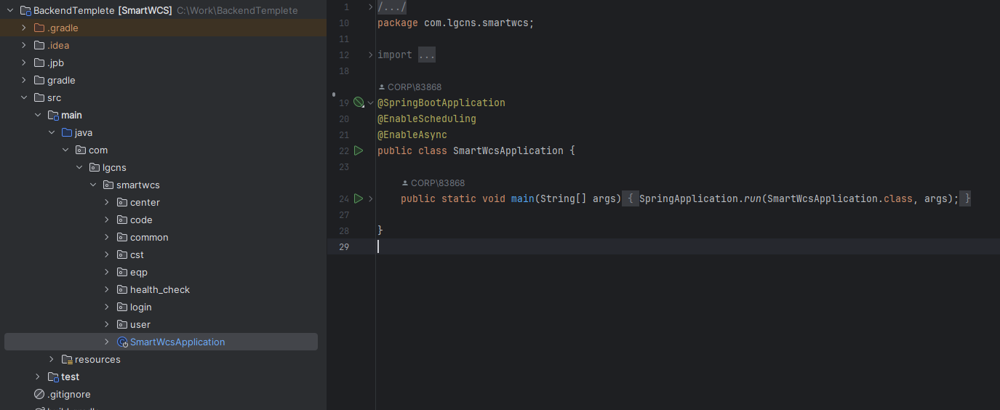 BackendTemplete [SmartWCS] C:\Work\BackendTemplete
.gradle
.idea
.jpb
gradle
src
main
java
com
lgcns
smartwcs
center
code
common
cst
eqp
health_check
login
user
SmartWcsApplication
resources
test
.gitignore
1 /.../
10 package com.lgcns.smartwcs;
11
12 import ...
18
CORP\83868
19 @SpringBootApplication
20 @EnableScheduling
21 @EnableAsync
22 public class SmartWcsApplication {
23
CORP\83868
24 public static void main(String[] args) { SpringApplication.run(SmartWcsApplication.class, args); }
27
28 }
29